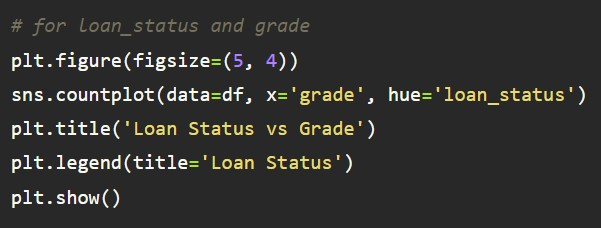 # for loan_status and grade
plt.figure(figsize=(5, 4))
sns.countplot(data=df, x='grade', hue='loan_status')
plt.title('Loan Status vs Grade')
plt.legend(title='Loan Status')
plt.show()